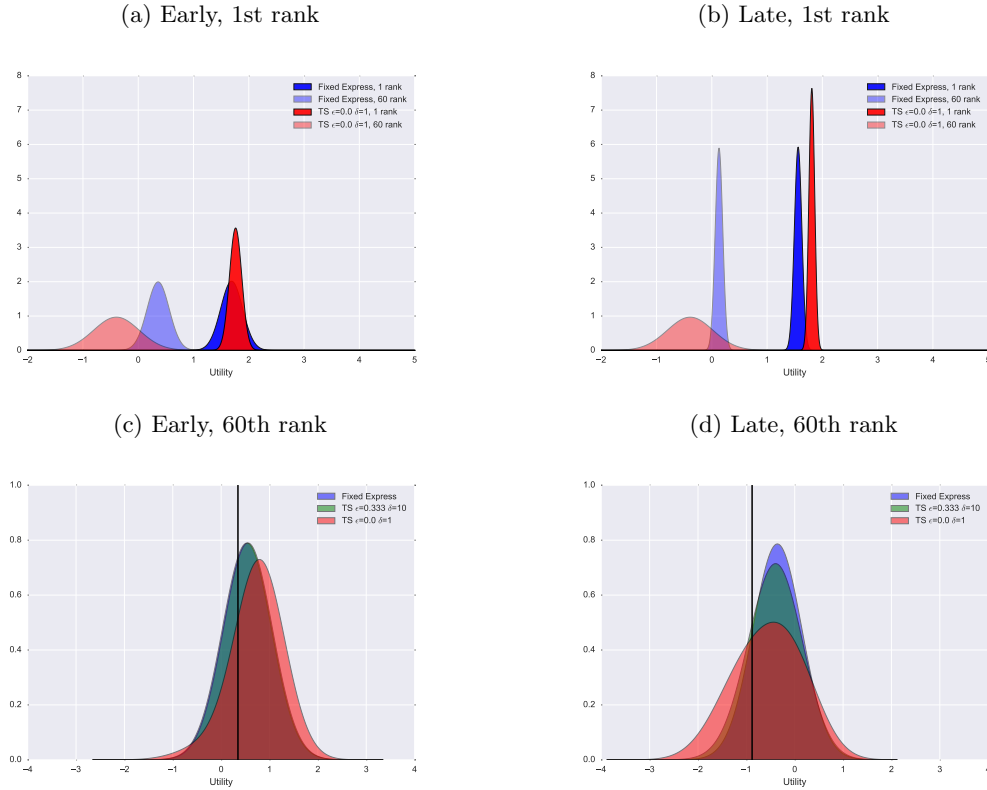 (a) Early, 1st rank
(b) Late, 1st rank
8
7
6
5
4
3
2
1
0
−2 −1 0 1 2 3 4 5
Utility
Fixed Express, 1 rank
Fixed Express, 60 rank
TS ϵ=0.0 δ=1, 1 rank
TS ϵ=0.0 δ=1, 60 rank
8
7
6
5
4
3
2
1
0
−2 −1 0 1 2 3 4 5
Utility
Fixed Express, 1 rank
Fixed Express, 60 rank
TS ϵ=0.0 δ=1, 1 rank
TS ϵ=0.0 δ=1, 60 rank
(c) Early, 60th rank
(d) Late, 60th rank
1.0
0.8
0.6
0.4
0.2
0.0
−4 −3 −2 −1 0 1 2 3 4
Utility
Fixed Express
TS ϵ=0.333 δ=10
TS ϵ=0.0 δ=1
1.0
0.8
0.6
0.4
0.2
0.0
−4 −3 −2 −1 0 1 2 3 4
Utility
Fixed Express
TS ϵ=0.333 δ=10
TS ϵ=0.0 δ=1